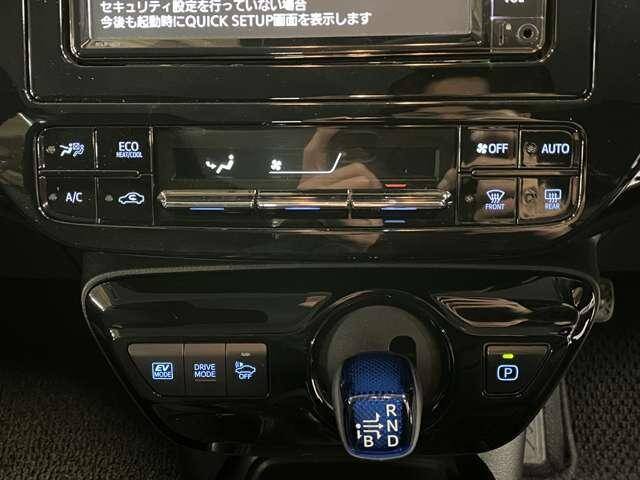 セキュリティ設定を行っていない場合
今後も起動時にQUICK SETUP画面を表示します
VOL
ECO
HEAT/COOL
OFF
AUTO
A/C
FRONT
REAR
EV
MODE
DRIVE
MODE
OFF
P
R
N
B D